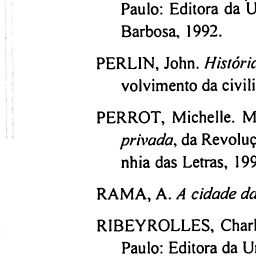 Paulo: Editora da U
Barbosa, 1992.
PERLIN, John. Históri
volvimento da civili
PERROT, Michelle. M
privada, da Revolu
nhia das Letras, 199
RAMA, A. A cidade da
RIBEYROLLES, Charl
Paulo: Editora da U